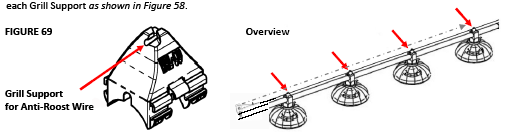 each Grill Support as shown in Figure 58.
FIGURE 69
Overview
Grill Support
for Anti-Roost Wire